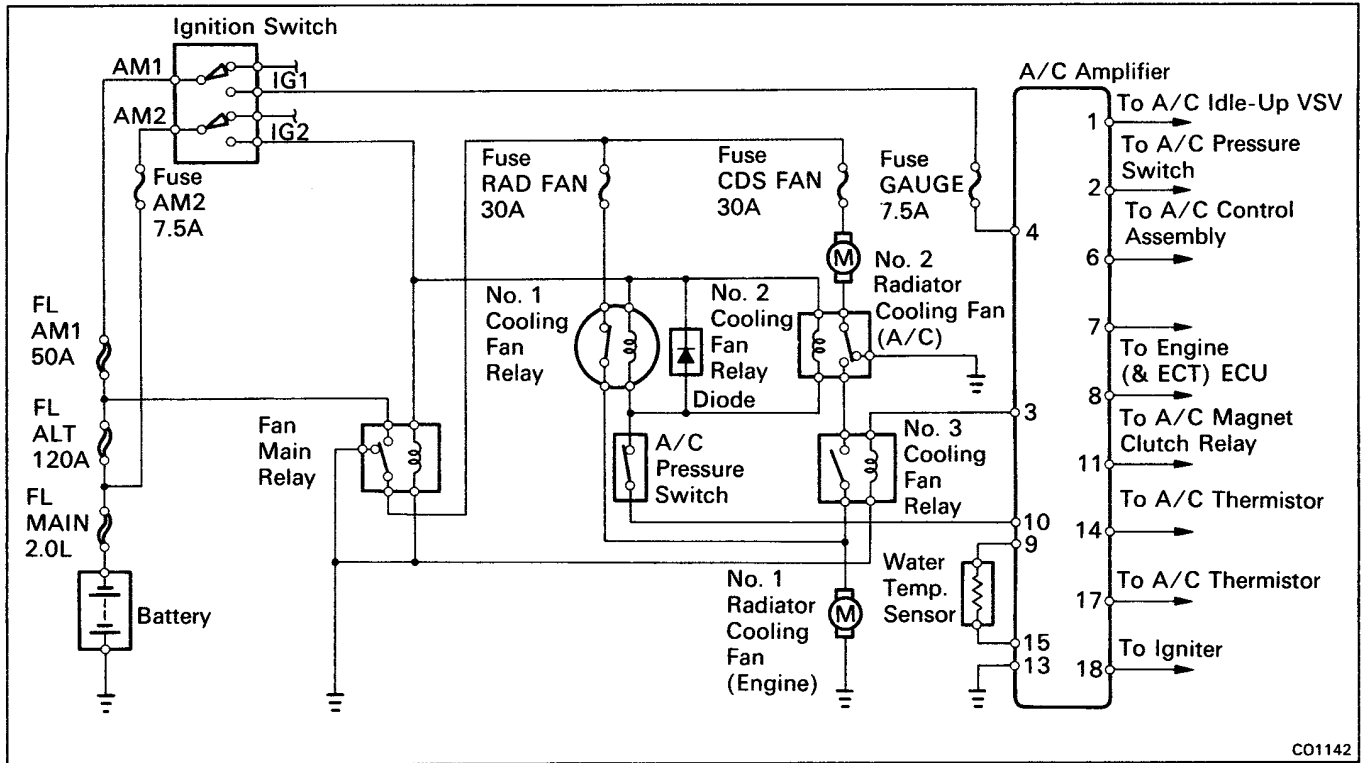 Ignition Switch
AM1
IG1
AM2
IG2
Fuse
AM2
7.5A
FL
AM1
50A
FL
ALT
120A
FL
MAIN
2.0L
Battery
Fan
Main
Relay
Fuse
RAD FAN
30A
Fuse
CDS FAN
30A
Fuse
GAUGE
7.5A
No. 1
Cooling
Fan
Relay
No. 2
Cooling
Fan
Relay
Diode
M
No. 2
Radiator
Cooling Fan
(A/C)
A/C
Pressure
Switch
No. 3
Cooling
Fan
Relay
No. 1
Radiator
Cooling
Fan
(Engine)
M
Water
Temp.
Sensor
A/C Amplifier
4
3
10
9
15
13
1
To A/C Idle-Up VSV
2
To A/C Pressure
Switch
6
To A/C Control
Assembly
7
To Engine
(& ECT) ECU
8
To A/C Magnet
Clutch Relay
11
To A/C Thermistor
14
To A/C Thermistor
17
To Igniter
18
CO1142